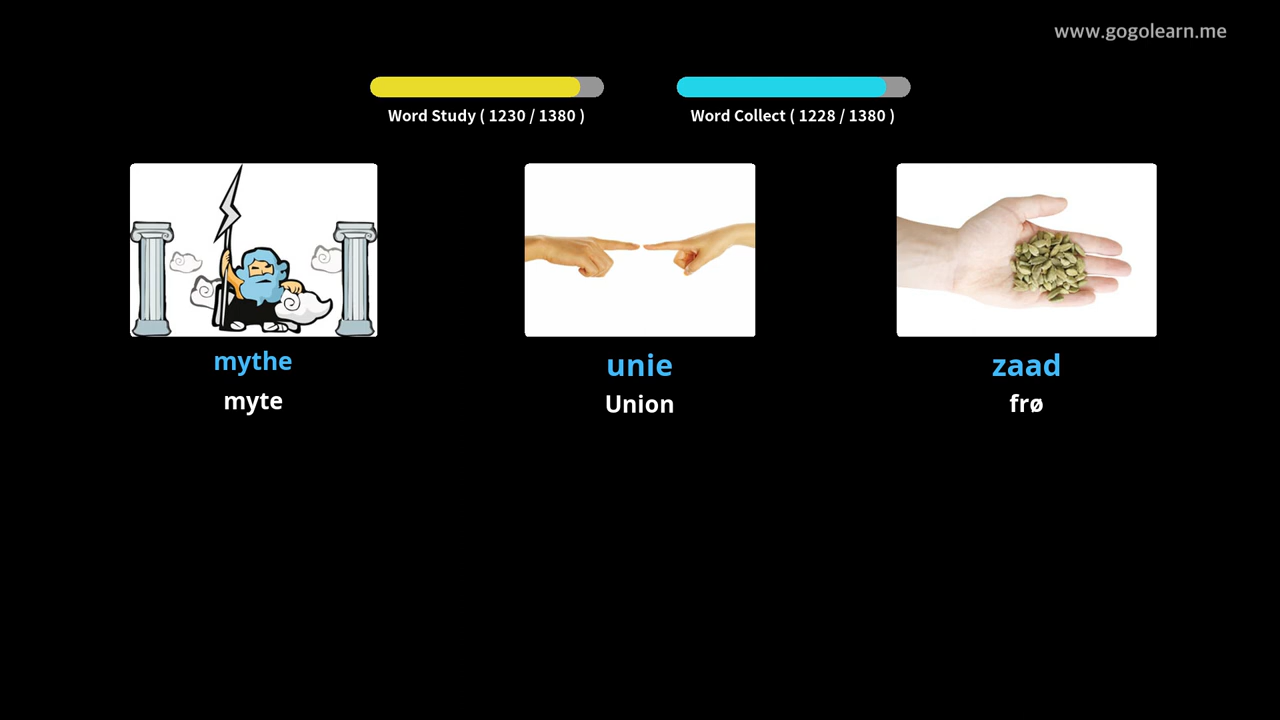 www.gogolearn.me
Word Study ( 1230 / 1380 )
Word Collect ( 1228 / 1380 )
mythe
myte
unie
Union
zaad
frø